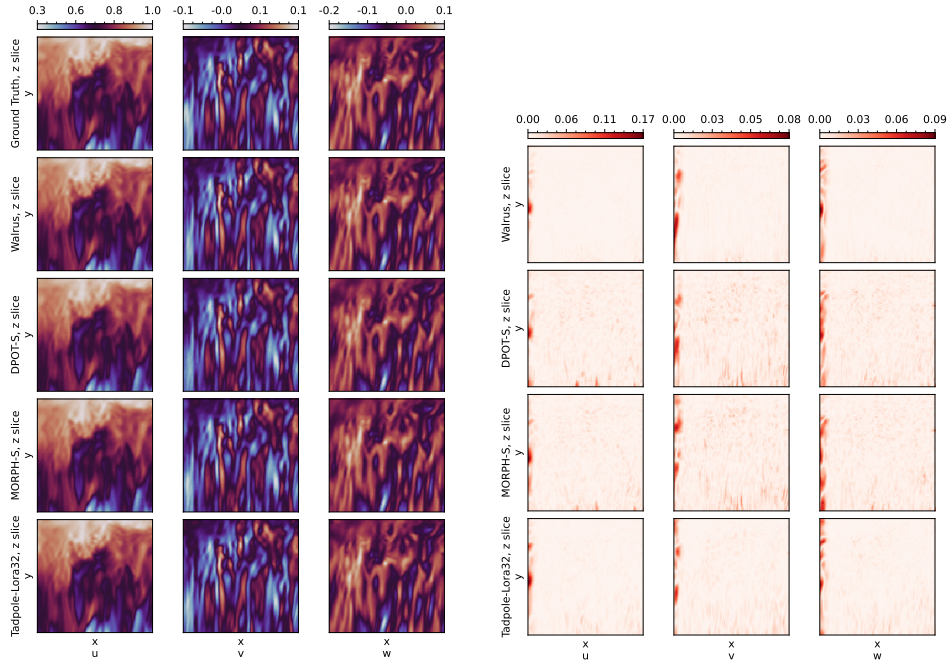 0.3 0.6 0.8 1.0
-0.1 -0.0 0.1 0.1
-0.2 -0.1 0.0 0.1
Ground Truth, z slice
y
Walrus, z slice
y
DPOT-S, z slice
y
MORPH-S, z slice
y
Tadpole-Lora32, z slice
y
x x x
u v w
0.00 0.06 0.11 0.17
0.00 0.03 0.05 0.08
0.00 0.03 0.06 0.09
Walrus, z slice
y
DPOT-S, z slice
y
MORPH-S, z slice
y
Tadpole-Lora32, z slice
y
x x x
u v w